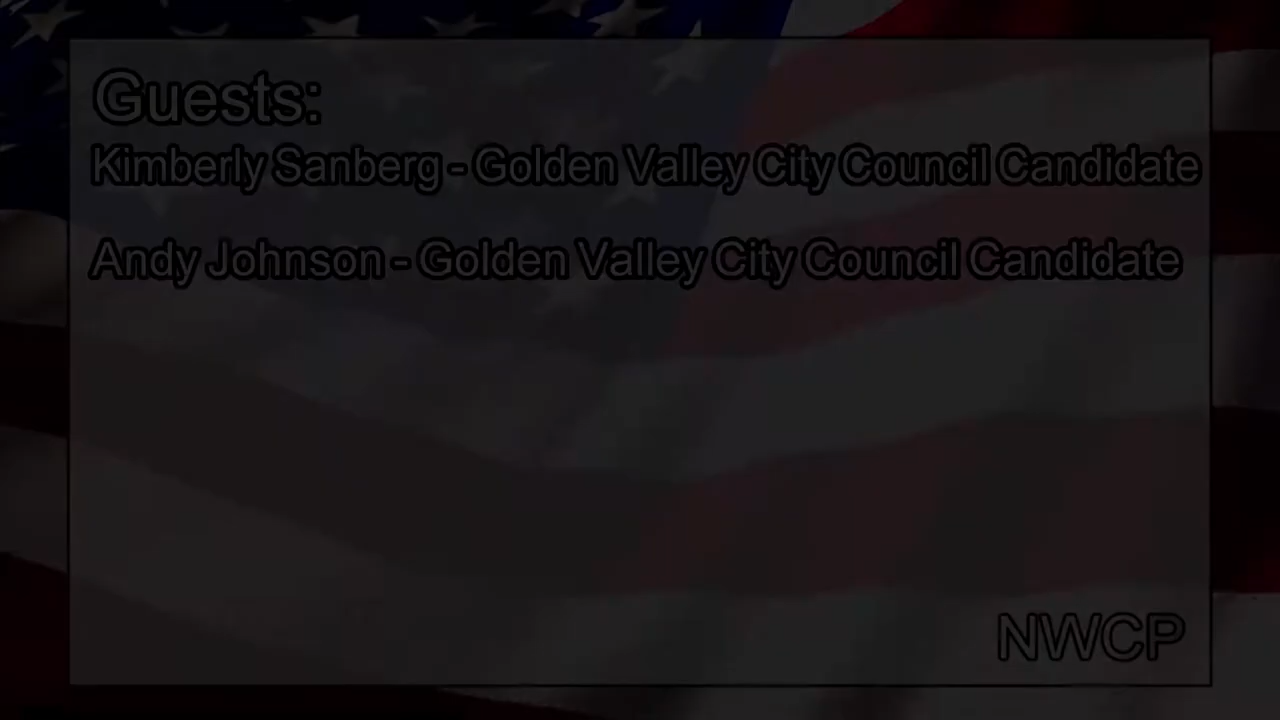 Guests:
Kimberly Sanberg - Golden Valley City Council Candidate
Andy Johnson - Golden Valley City Council Candidate
NWCP